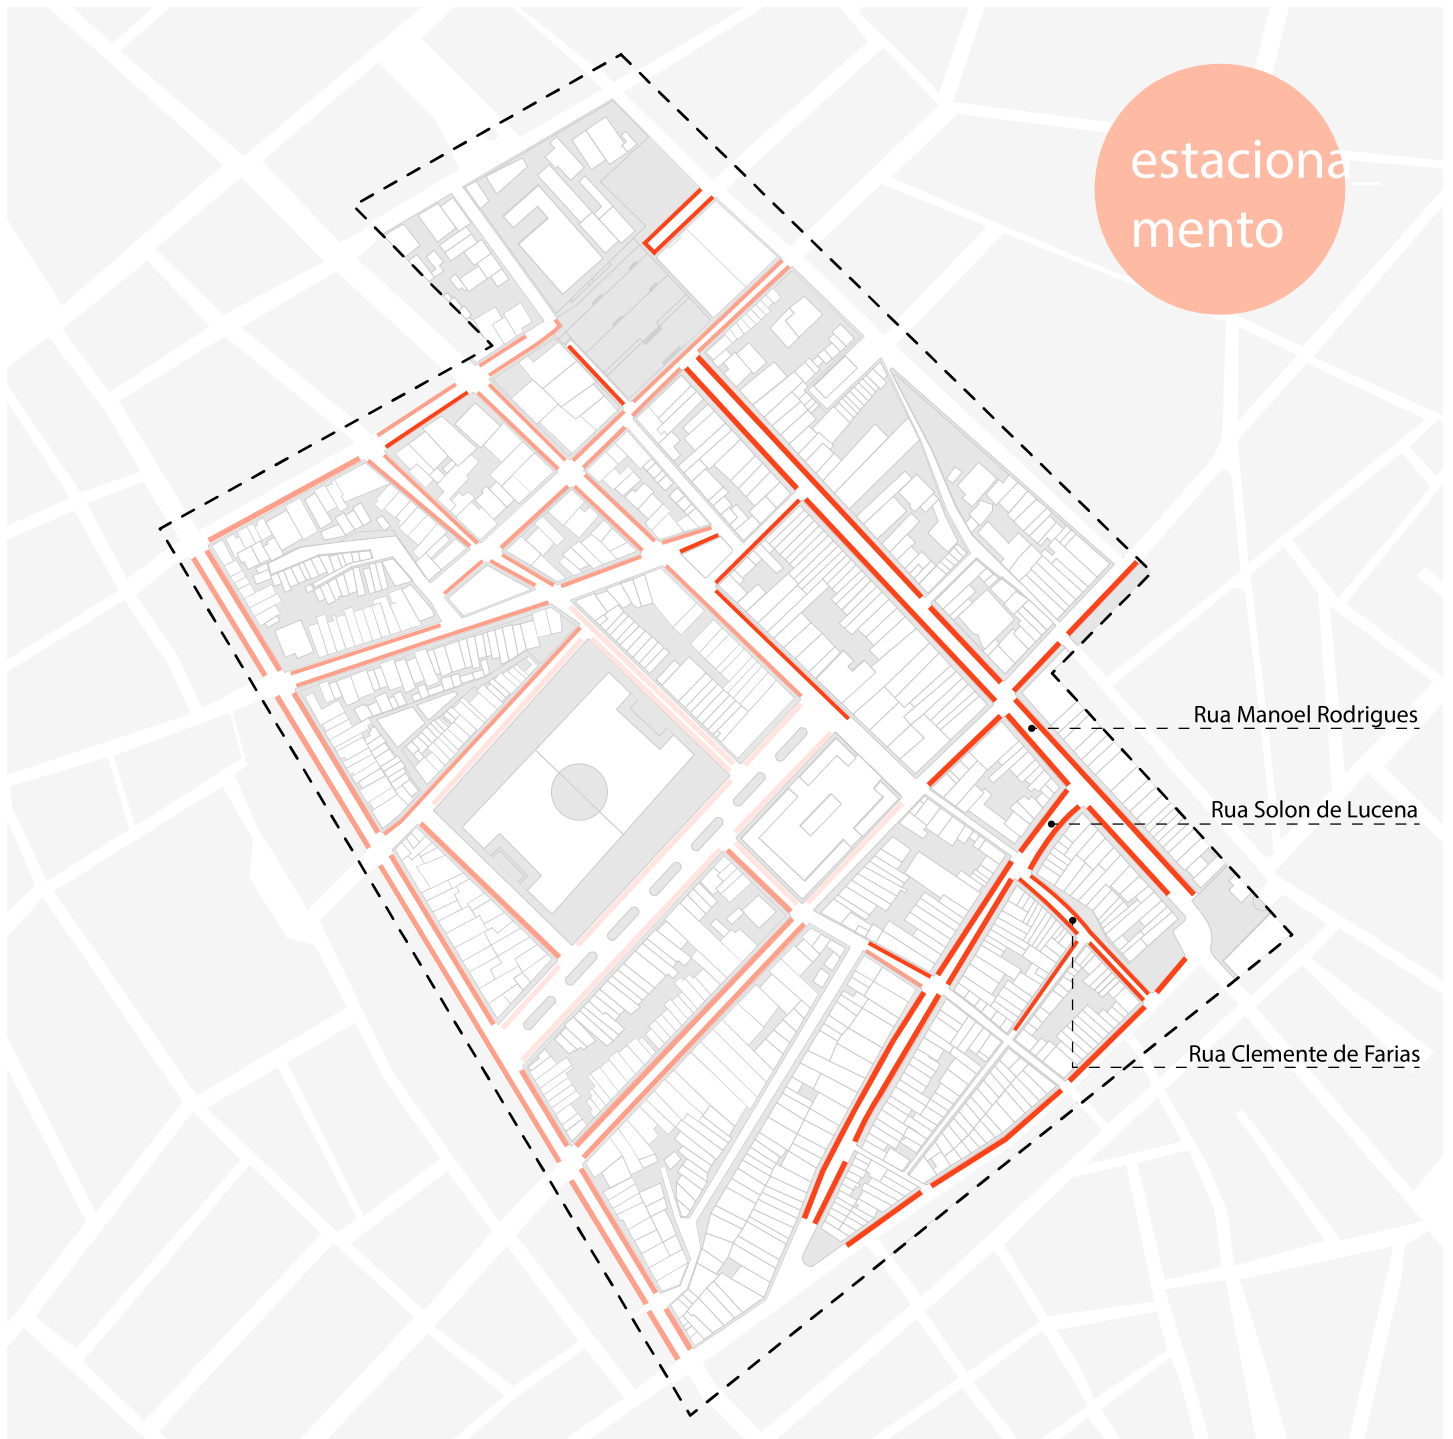 estaciona_
mento
Rua Manoel Rodrigues
Rua Solon de Lucena
Rua Clemente de Farias